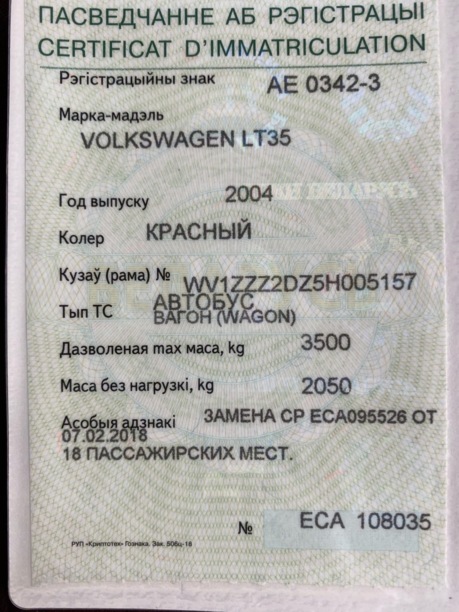 ПАСВЕДЧАННЕ АБ РЭГІСТРАЦЫІ
CERTIFICAT D'IMMATRICULATION
Рэгістрацыйны знак AE 0342-3
Марка-мадэль
VOLKSWAGEN LT35
Год выпуску 2004
Колер КРАСНЫЙ
Кузаў (рама) № WV1ZZZ2DZ5H005157
Тып ТС АВТОБУС
ВАГОН (WAGON)
Дазволеная max маса, kg 3500
Маса без нагрузкі, kg 2050
Асобыя адзнакі ЗАМЕНА СР ЕСА095526 ОТ
07.02.2018
18 ПАССАЖИРСКИХ МЕСТ.
№ ECA 108035
РУП «Криптотех» Гознака. Зак. 506ц-16